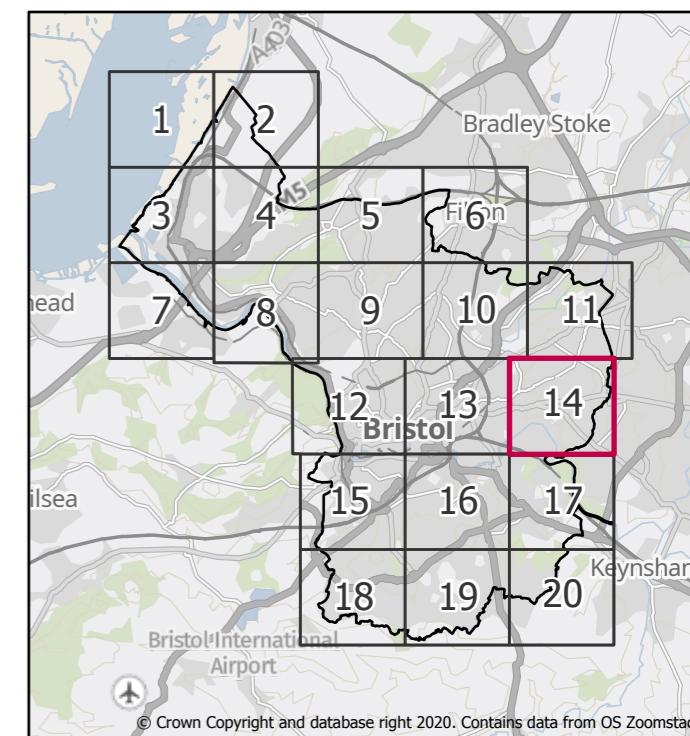 A403
1
2
Bradley Stoke
M5
3
4
5
6
Filton
ead
7
8
9
10
11
12
13
14
Bristol
ilsea
15
16
17
Keynshar
18
19
20
Bristol International
Airport
© Crown Copyright and database right 2020. Contains data from OS Zoomstac